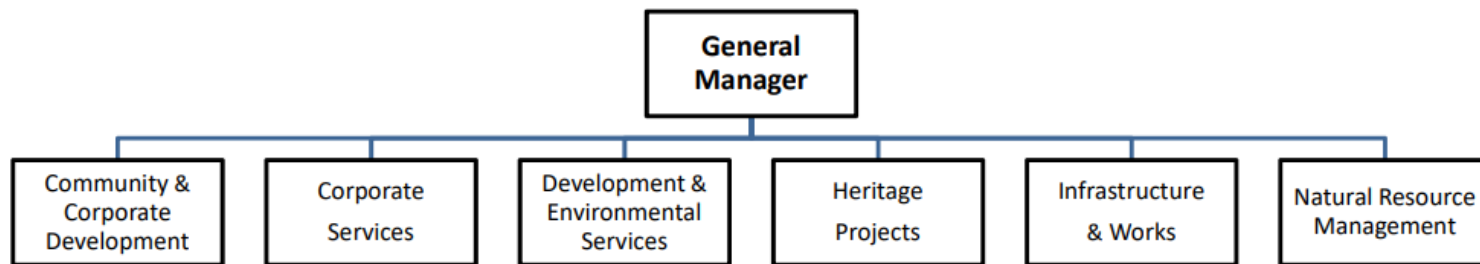 General
Manager
Community &
Corporate
Development
Corporate
Services
Development &
Environmental
Services
Heritage
Projects
Infrastructure
& Works
Natural Resource
Management